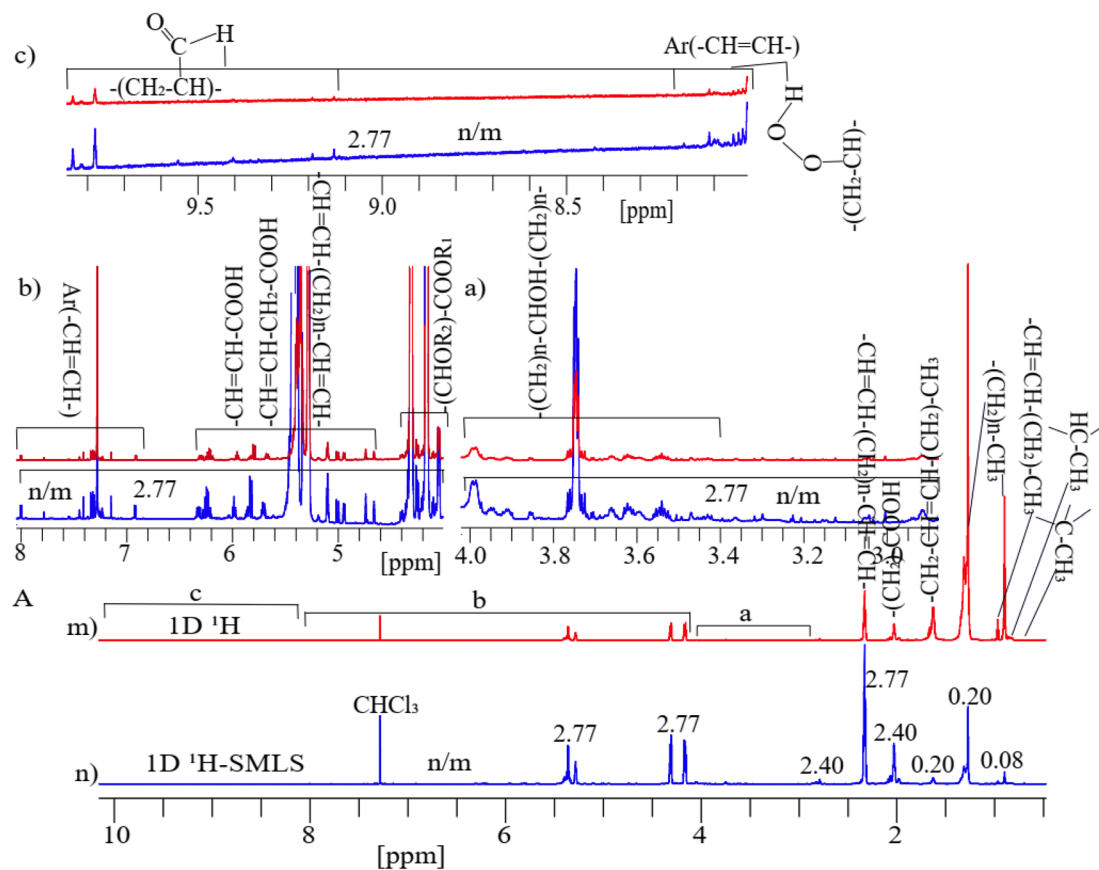 c)
O
C
H
-(CH₂-CH)-
Ar(-CH=CH-)
H
O
O
-(CH₂-CH)-
2.77
n/m
9.5
9.0
8.5
[ppm]
b)
Ar(-CH=CH-)
-CH=CH-COOH
-CH=CH-CH₂-COOH
-CH=CH-(CH₂)n-CH=CH-
-(CHOR₂)-COOR₁
n/m
2.77
8
7
6
5
[ppm]
a)
-(CH₂)n-CHOH-(CH₂)n-
2.77
n/m
4.0
3.8
3.6
3.4
3.2
3.0
-CH=CH-(CH₂)n-CH=CH-
-(CH₂)COOH
-CH₂-CH=CH-(CH₂)-CH₃
-(CH₂)n-CH₃
-CH=CH-(CH₂)-CH₃
HC-CH₃
C-CH₃
A
c
b
a
m)
1D ¹H
CHCl₃
2.77
2.77
2.77
2.40
2.40
0.20
0.20
0.08
n)
1D ¹H-SMLS
n/m
10
8
6
4
2
[ppm]